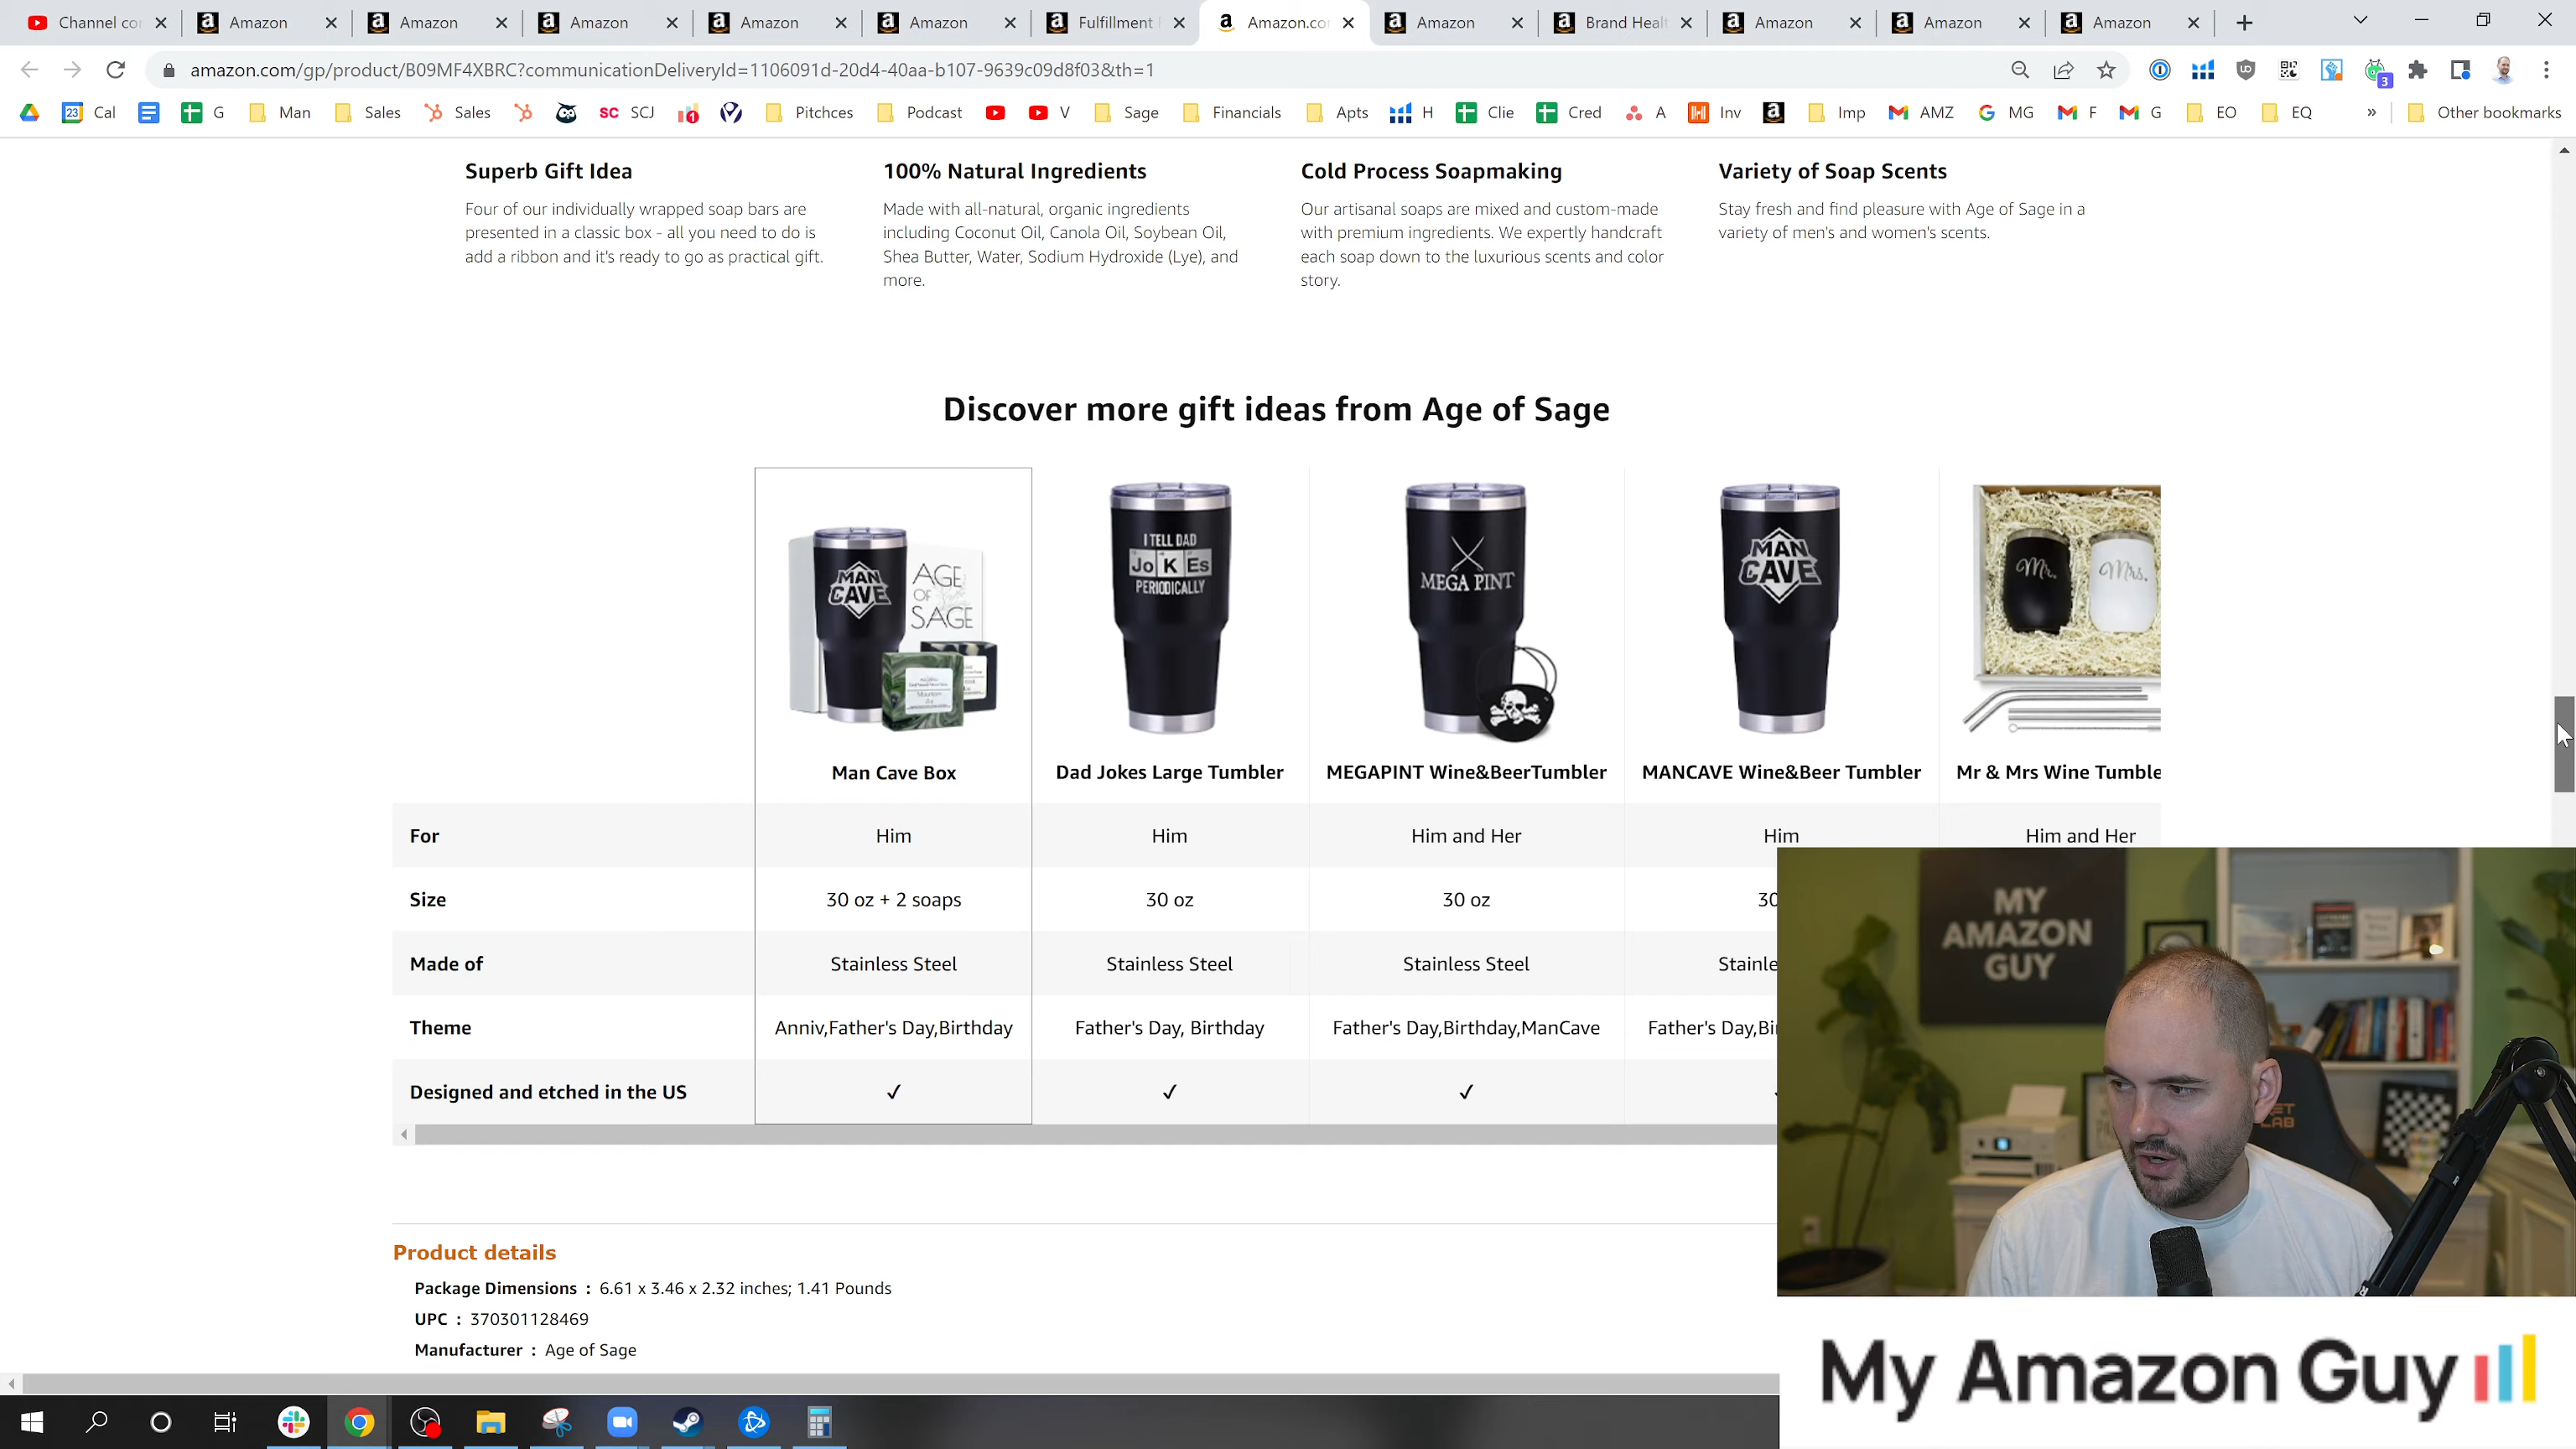 Channel co
Amazon
Amazon
Amazon
Amazon
Amazon
Fulfillment
Amazon.co
Amazon
Brand Healt
Amazon
Amazon
Amazon
amazon.com/gp/product/B09MF4XBRC?communicationDeliveryId=1106091d-20d4-40aa-b107-9639c09d8f03&th=1
3
23 Cal
G
Man
Sales
Sales
SC SCJ
1
Pitchces
Podcast
V
Sage
Financials
Apts
H
Clie
Cred
A
Inv
Imp
AMZ
MG
F
G
EO
EQ
»
Other bookmarks
Superb Gift Idea
Four of our individually wrapped soap bars are
presented in a classic box - all you need to do is
add a ribbon and it's ready to go as practical gift.
100% Natural Ingredients
Made with all-natural, organic ingredients
including Coconut Oil, Canola Oil, Soybean Oil,
Shea Butter, Water, Sodium Hydroxide (Lye), and
more.
Cold Process Soapmaking
Our artisanal soaps are mixed and custom-made
with premium ingredients. We expertly handcraft
each soap down to the luxurious scents and color
story.
Variety of Soap Scents
Stay fresh and find pleasure with Age of Sage in a
variety of men's and women's scents.
Discover more gift ideas from Age of Sage
MAN
CAVE
AGE
OF
SAGE
Mountain
I TELL DAD
JoKEs
PERIODICALLY
MEGA PINT
MAN
CAVE
Mr.
Mrs.
Man Cave Box
Dad Jokes Large Tumbler
MEGAPINT Wine&BeerTumbler
MANCAVE Wine&Beer Tumbler
Mr & Mrs Wine Tumble
For
Him
Him
Him and Her
Him
Him and Her
Size
30 oz + 2 soaps
30 oz
30 oz
30
Made of
Stainless Steel
Stainless Steel
Stainless Steel
Stainle
Theme
Anniv,Father's Day,Birthday
Father's Day, Birthday
Father's Day,Birthday,ManCave
Father's Day,Bi
Designed and etched in the US
✓
✓
✓
Product details
Package Dimensions : 6.61 x 3.46 x 2.32 inches; 1.41 Pounds
UPC : 370301128469
Manufacturer : Age of Sage
MY
AMAZON
GUY
My Amazon Guy